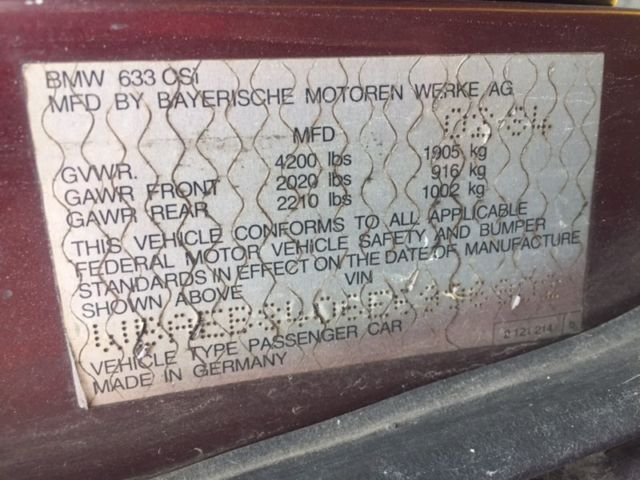 BMW 633 CSi
MFD BY BAYERISCHE MOTOREN WERKE AG
MFD
GVWR. 4200 lbs 1905 kg
GAWR FRONT 2020 lbs 916 kg
GAWR REAR 2210 lbs 1002 kg
THIS VEHICLE CONFORMS TO ALL APPLICABLE
FEDERAL MOTOR VEHICLE SAFETY AND BUMPER
STANDARDS IN EFFECT ON THE DATE OF MANUFACTURE
SHOWN ABOVE VIN
VEHICLE TYPE PASSENGER CAR
MADE IN GERMANY